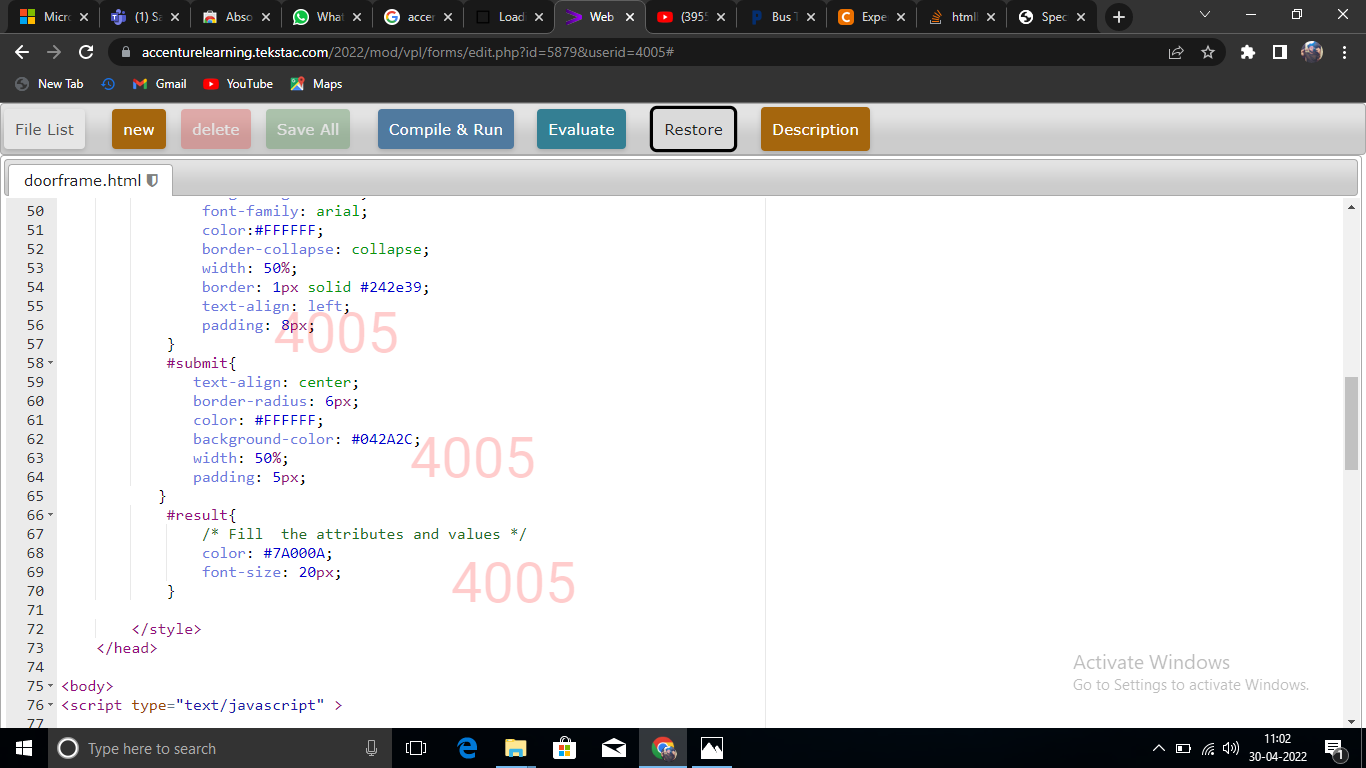 Micro
(1) Sa
Abso
What
accer
Loadi
Web
(3955
Bus T
Expe
htmll
Spec
accenturelearning.tekstac.com/2022/mod/vpl/forms/edit.php?id=5879&userid=4005#
New Tab
Gmail
YouTube
Maps
File List
new
delete
Save All
Compile & Run
Evaluate
Restore
Description
doorframe.html
50 font-family: arial;
51 color:#FFFFFF;
52 border-collapse: collapse;
53 width: 50%;
54 border: 1px solid #242e39;
55 text-align: left;
56 padding: 8px;
4005
57 }
58 #submit{
59 text-align: center;
60 border-radius: 6px;
61 color: #FFFFFF;
62 background-color: #042A2C;
4005
63 width: 50%;
64 padding: 5px;
65 }
66 #result{
67 /* Fill  the attributes and values */
68 color: #7A000A;
69 font-size: 20px;
4005
70 }
71
72 </style>
73 </head>
74
75 <body>
76 <script type="text/javascript" >
77
Activate Windows
Go to Settings to activate Windows.
Type here to search
11:02
30-04-2022
1